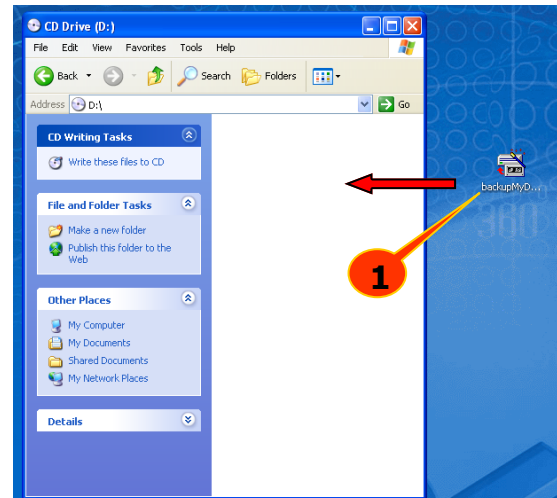 CD Drive (D:)
File Edit View Favorites Tools Help
Back Search Folders
Address D:\ Go
CD Writing Tasks
Write these files to CD
backupMyD...
File and Folder Tasks
Make a new folder
Publish this folder to the
Web
1
Other Places
My Computer
My Documents
Shared Documents
My Network Places
Details